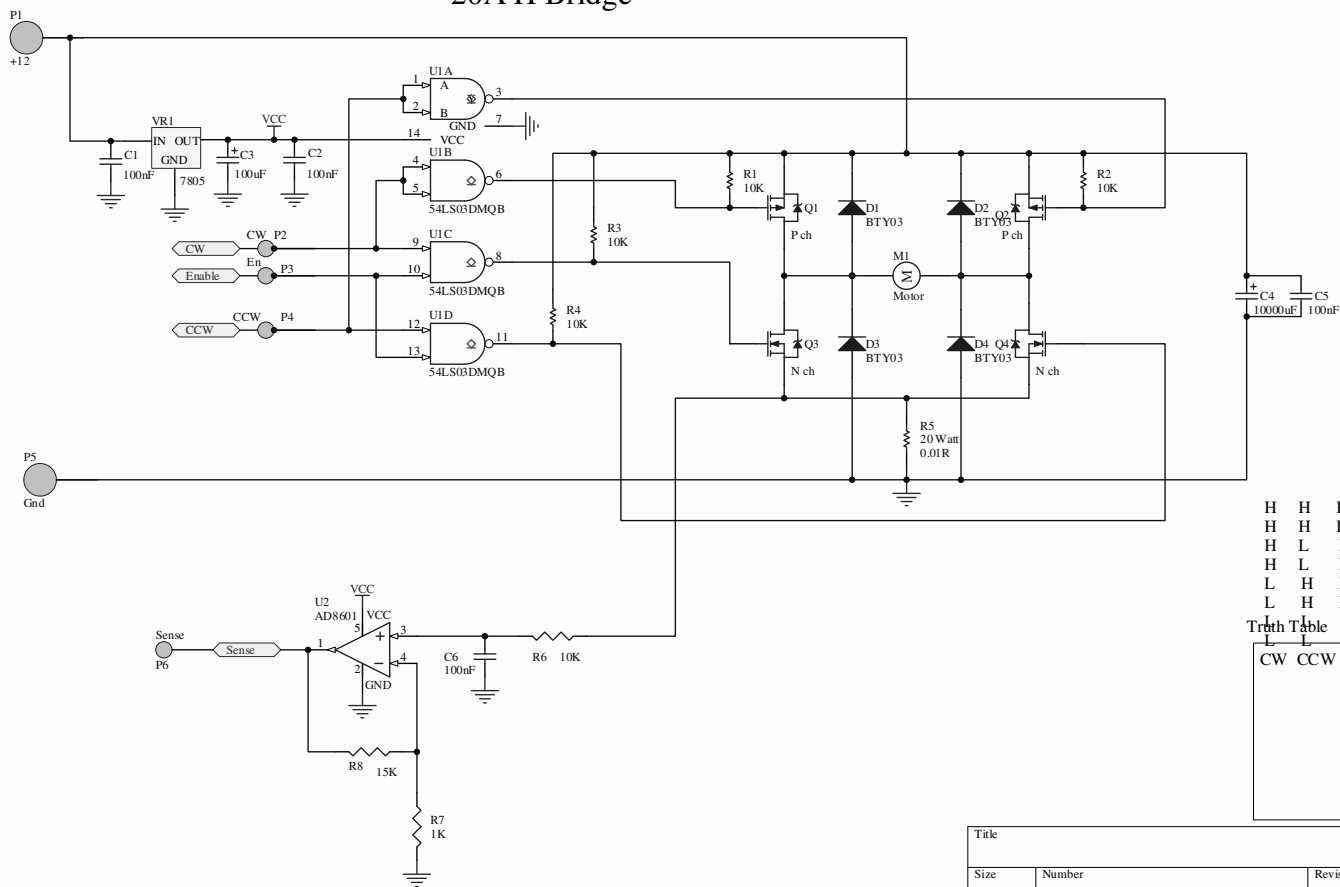 20A H Bridge
P1
+12
U1A
1
A
2
B
3
GND
7
VR1
IN OUT
GND
7805
C1
100nF
C3
100uF
VCC
C2
100nF
14
VCC
U1B
4
5
6
54LS03DMQB
CW
CW
P2
9
U1C
8
10
54LS03DMQB
Enable
En
P3
CCW
CCW
P4
12
U1D
11
13
54LS03DMQB
R3
10K
R4
10K
R1
10K
Q1
P ch
D1
BTY03
D2
BTY03
Q2
P ch
R2
10K
M1
M
Motor
Q3
N ch
D3
BTY03
D4
BTY03
Q4
N ch
C4
10000uF
C5
100nF
R5
20 Watt
0.01R
P5
Gnd
H H
H H
H L
H L
L H
L H
L L
Truth Table
L L
CW CCW
VCC
U2
AD8601
VCC
5
3
1
4
2
GND
Sense
Sense
P6
C6
100nF
R6
10K
R8
15K
R7
1K
Title
Size
Number